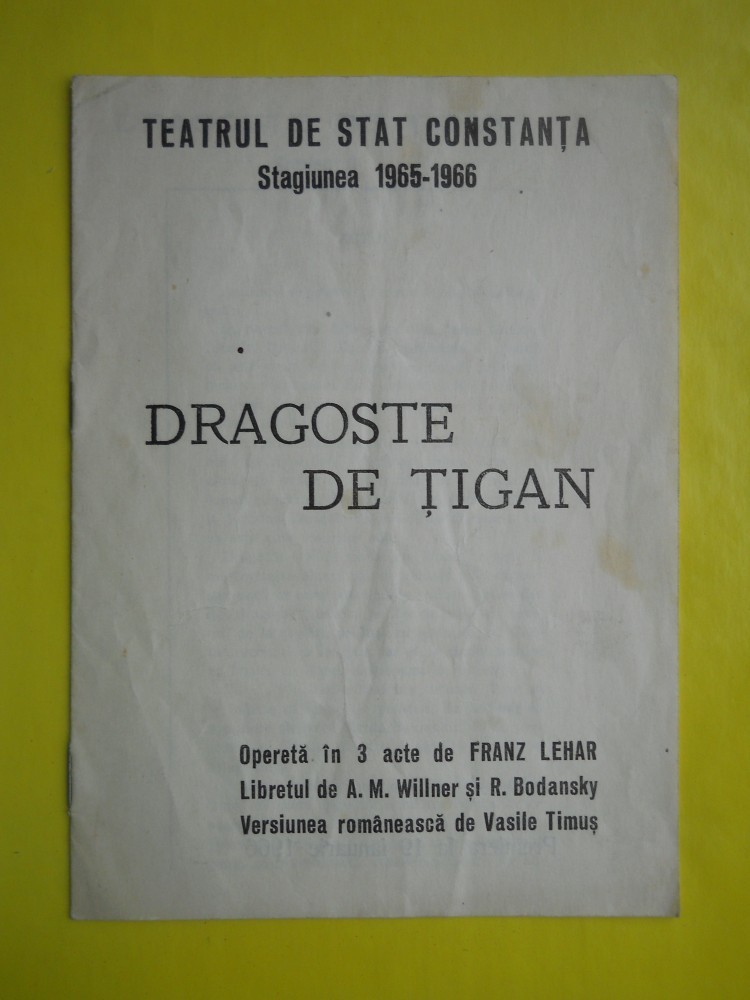 TEATRUL DE STAT CONSTANȚA
Stagiunea 1965-1966
DRAGOSTE
DE ȚIGAN
Operetă în 3 acte de FRANZ LEHAR
Libretul de A. M. Willner și R. Bodansky
Versiunea românească de Vasile Timuș